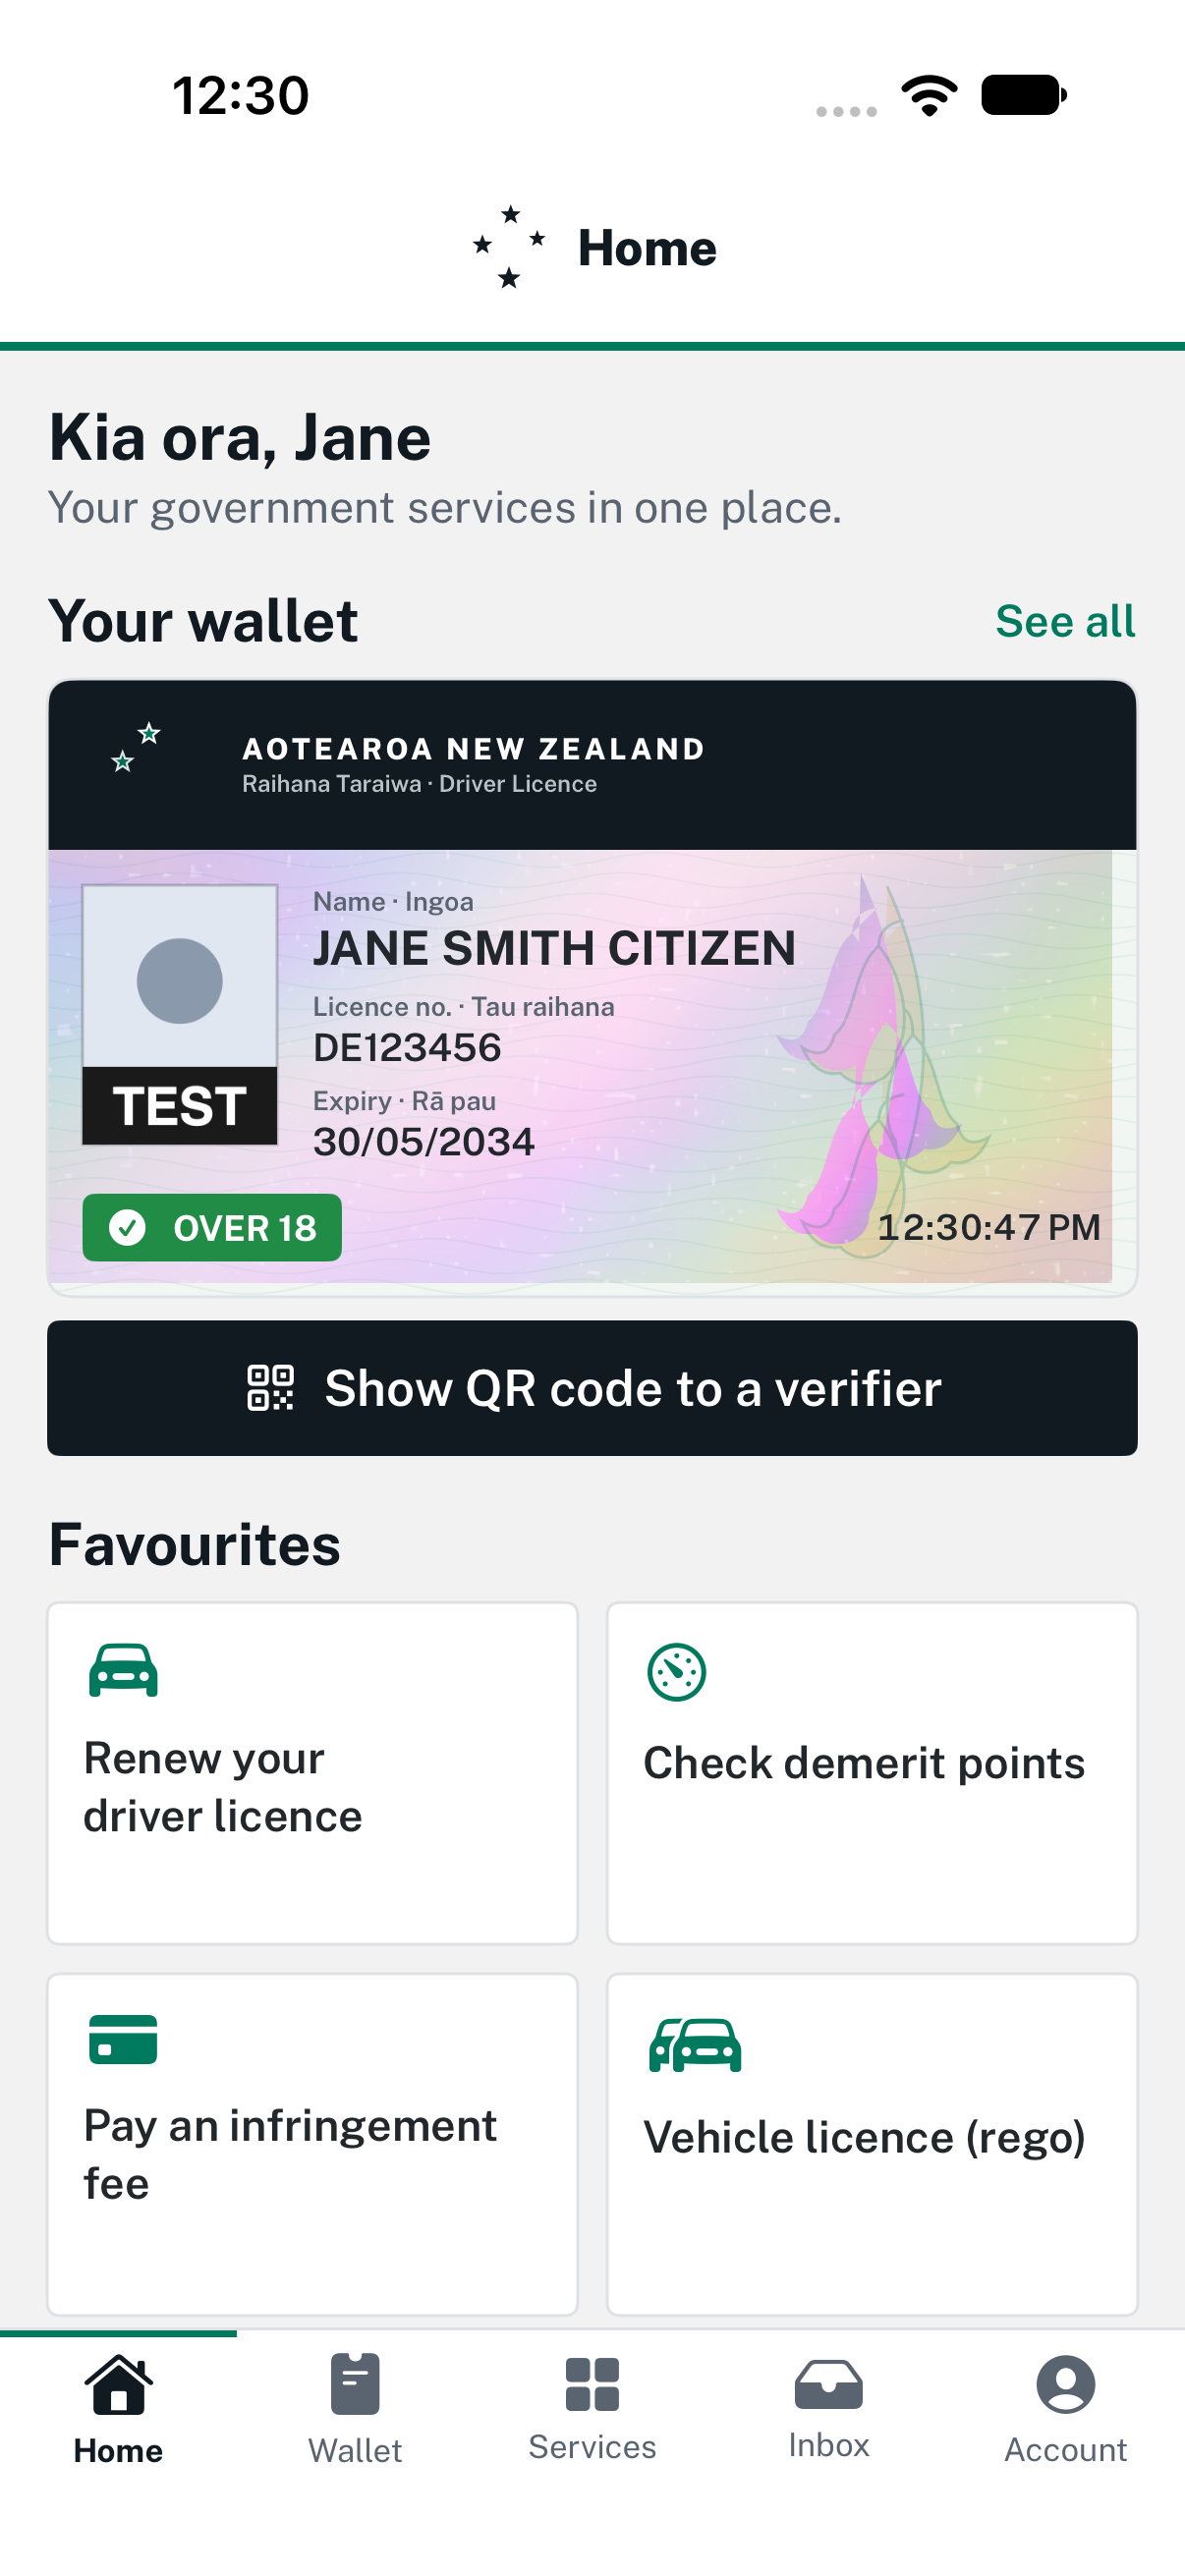 12:30
Home
Kia ora, Jane
Your government services in one place.
Your wallet
See all
AOTEAROA NEW ZEALAND
Raihana Taraiwa · Driver Licence
Name · Ingoa
JANE SMITH CITIZEN
Licence no. · Tau raihana
DE123456
TEST
Expiry · Rā pau
30/05/2034
OVER 18
12:30:47 PM
Show QR code to a verifier
Favourites
Renew your
driver licence
Check demerit points
Pay an infringement
fee
Vehicle licence (rego)
Home
Wallet
Services
Inbox
Account